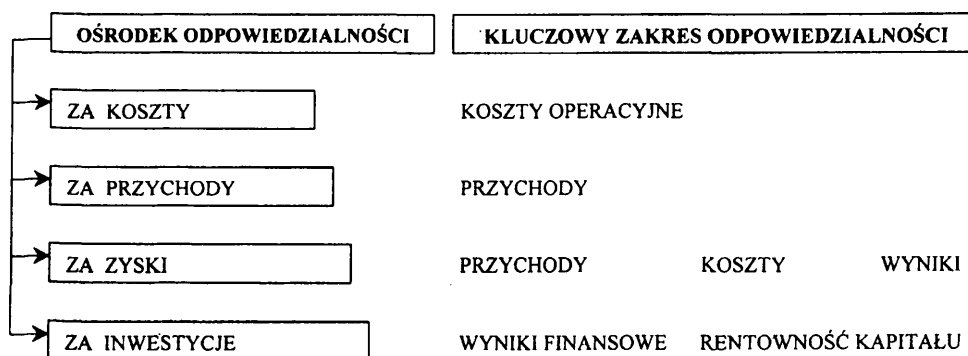 OŚRODEK ODPOWIEDZIALNOŚCI KLUCZOWY ZAKRES ODPOWIEDZIALNOŚCI
ZA KOSZTY KOSZTY OPERACYJNE
ZA PRZYCHODY PRZYCHODY
ZA ZYSKI PRZYCHODY KOSZTY WYNIKI
ZA INWESTYCJE WYNIKI FINANSOWE RENTOWNOŚĆ KAPITAŁU